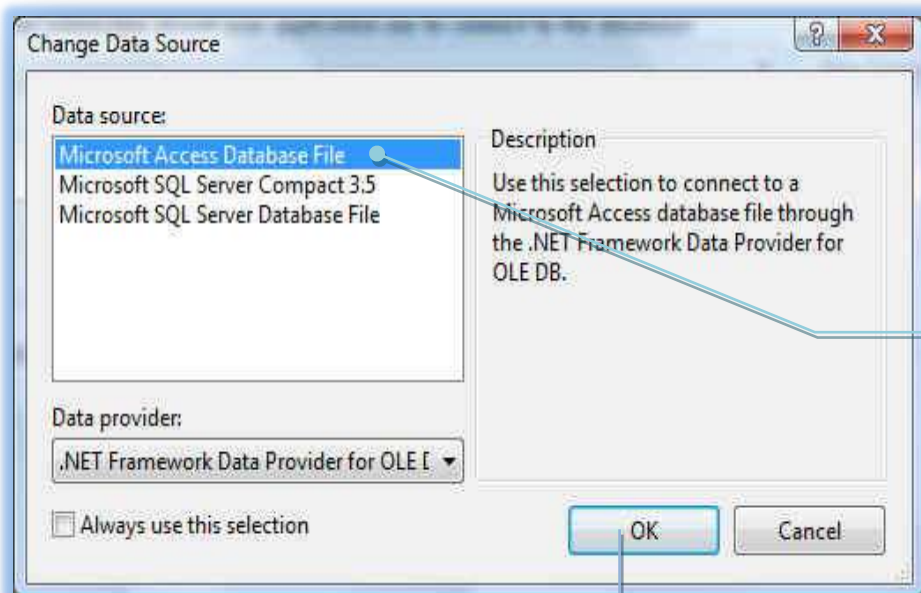 Change Data Source
Data source:
Microsoft Access Database File
Microsoft SQL Server Compact 3.5
Microsoft SQL Server Database File
Description
Use this selection to connect to a
Microsoft Access database file through
the .NET Framework Data Provider for
OLE DB.
Data provider:
.NET Framework Data Provider for OLE D
Always use this selection
OK
Cancel